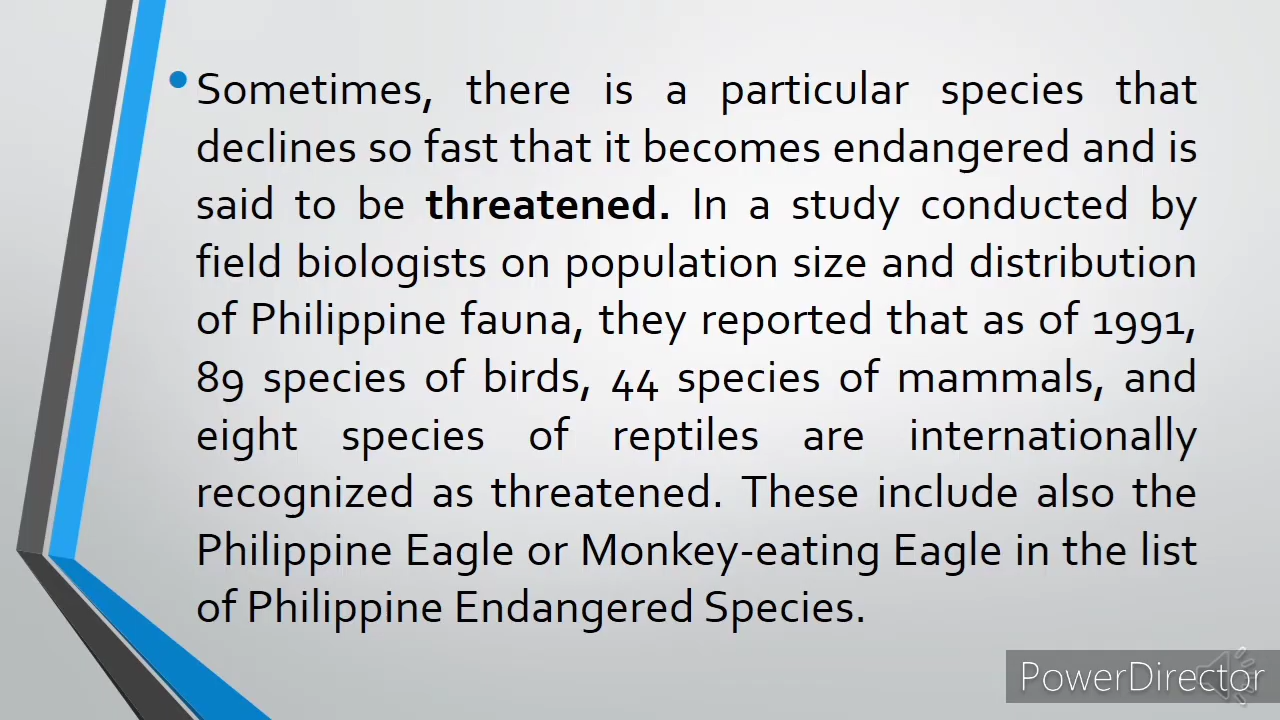 • Sometimes, there is a particular species that
declines so fast that it becomes endangered and is
said to be threatened. In a study conducted by
field biologists on population size and distribution
of Philippine fauna, they reported that as of 1991,
89 species of birds, 44 species of mammals, and
eight species of reptiles are internationally
recognized as threatened. These include also the
Philippine Eagle or Monkey-eating Eagle in the list
of Philippine Endangered Species.
PowerDirector